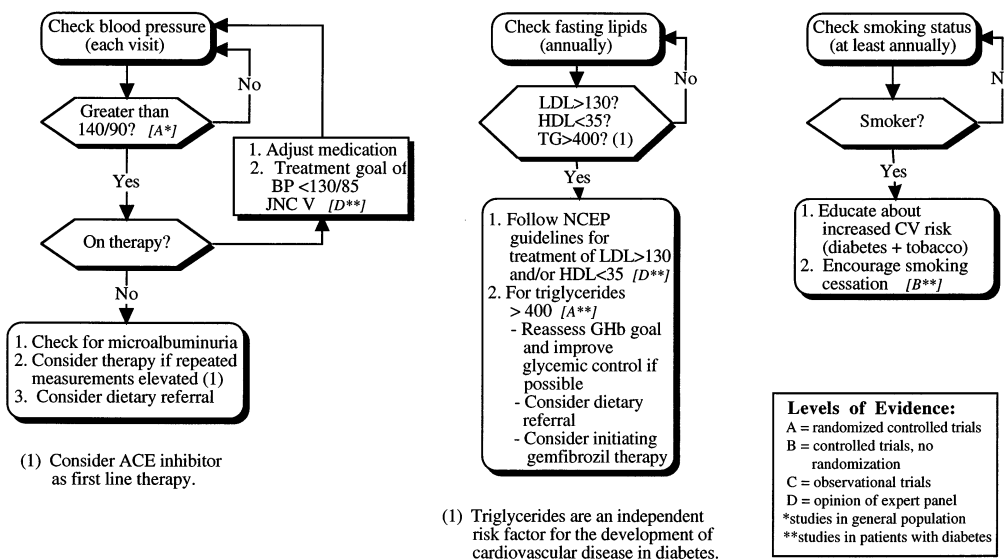 Check blood pressure
(each visit)
No
Greater than
140/90? [A*]
Yes
1. Adjust medication
2. Treatment goal of
BP <130/85
JNC V [D**]
On therapy?
No
1. Check for microalbuminuria
2. Consider therapy if repeated
measurements elevated (1)
3. Consider dietary referral
(1) Consider ACE inhibitor
as first line therapy.
Check fasting lipids
(annually)
No
LDL>130?
HDL<35?
TG>400? (1)
Yes
1. Follow NCEP
guidelines for
treatment of LDL>130
and/or HDL<35 [D**]
2. For triglycerides
> 400 [A**]
- Reassess GHb goal
and improve
glycemic control if
possible
- Consider dietary
referral
- Consider initiating
gemfibrozil therapy
(1) Triglycerides are an independent
risk factor for the development of
cardiovascular disease in diabetes.
Check smoking status
(at least annually)
N
Smoker?
Yes
1. Educate about
increased CV risk
(diabetes + tobacco)
2. Encourage smoking
cessation [B**]
Levels of Evidence:
A = randomized controlled trials
B = controlled trials, no
randomization
C = observational trials
D = opinion of expert panel
*studies in general population
**studies in patients with diabetes